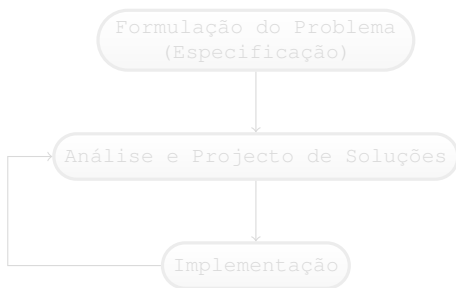 Formulação do Problema
(Especificação)
Análise e Projecto de Soluções
Implementação